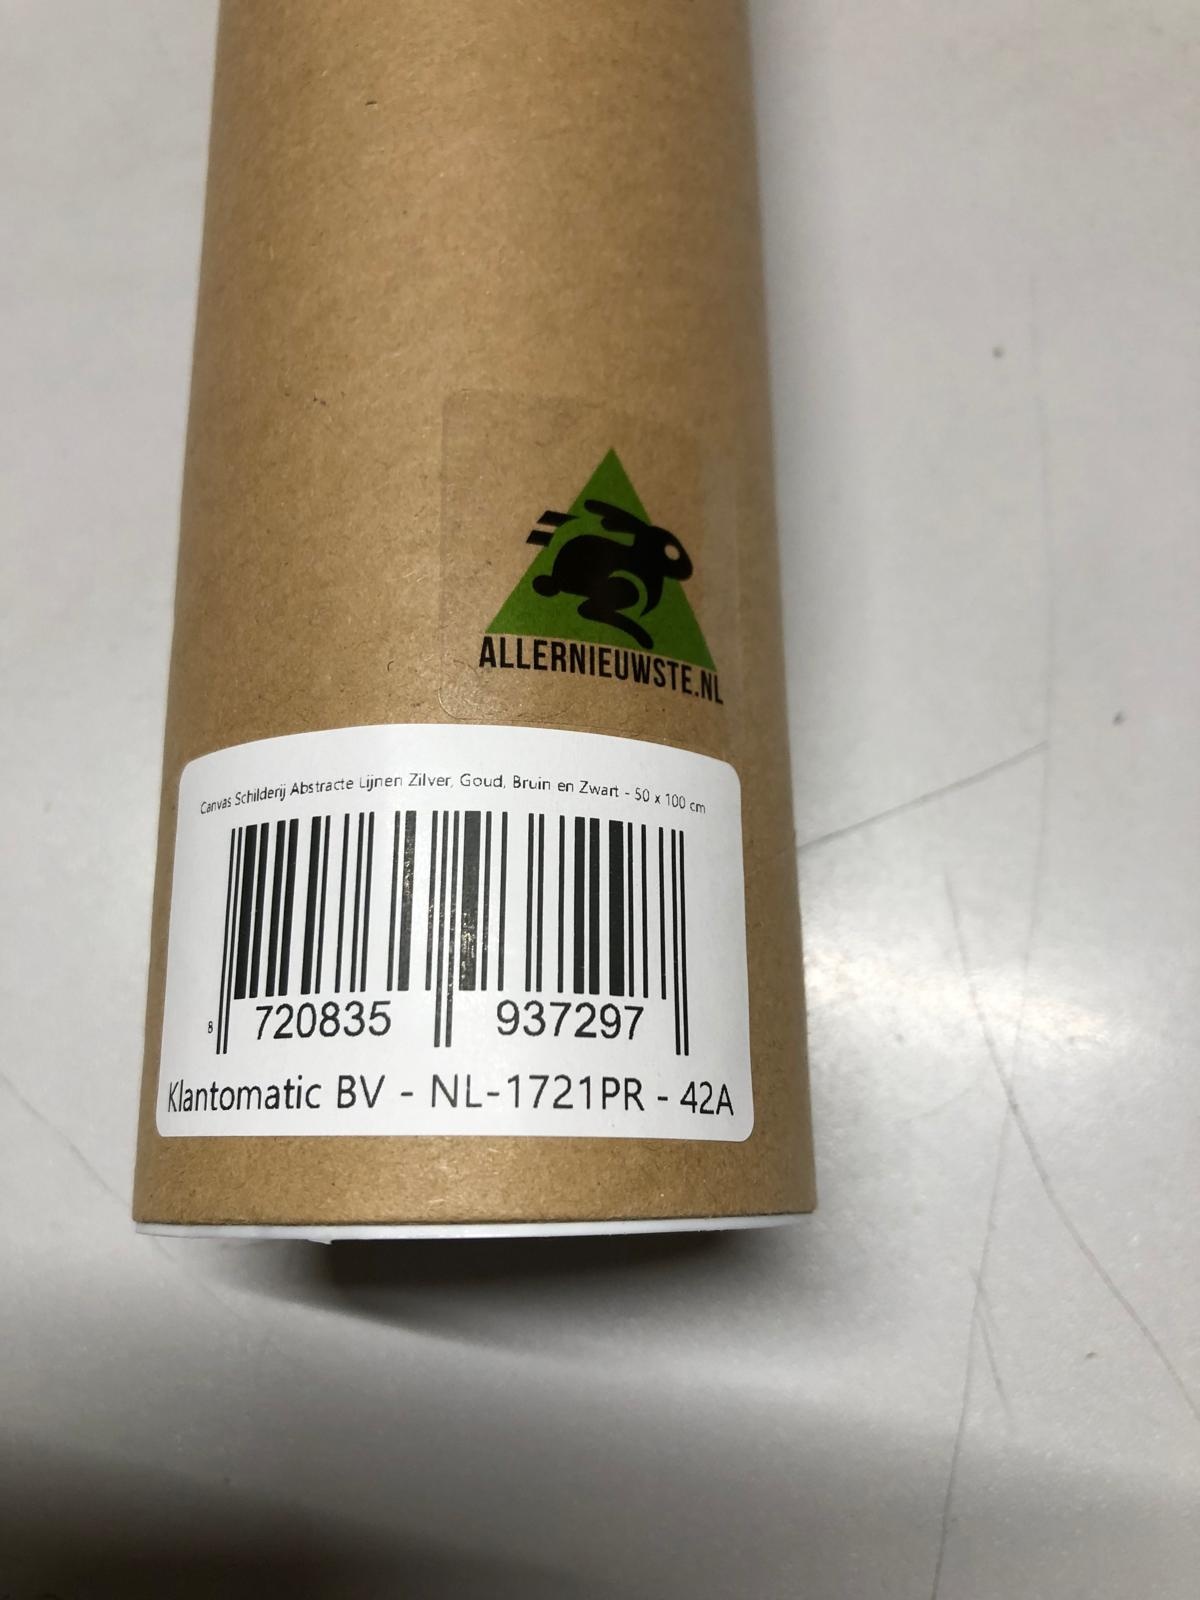 ALLERNIEUWSTE.NL
Canvas Schilderij Abstracte Lijnen Zilver, Goud, Bruin en Zwart - 50 x 100 cm
8 720835 937297
Klantomatic BV - NL-1721PR - 42A